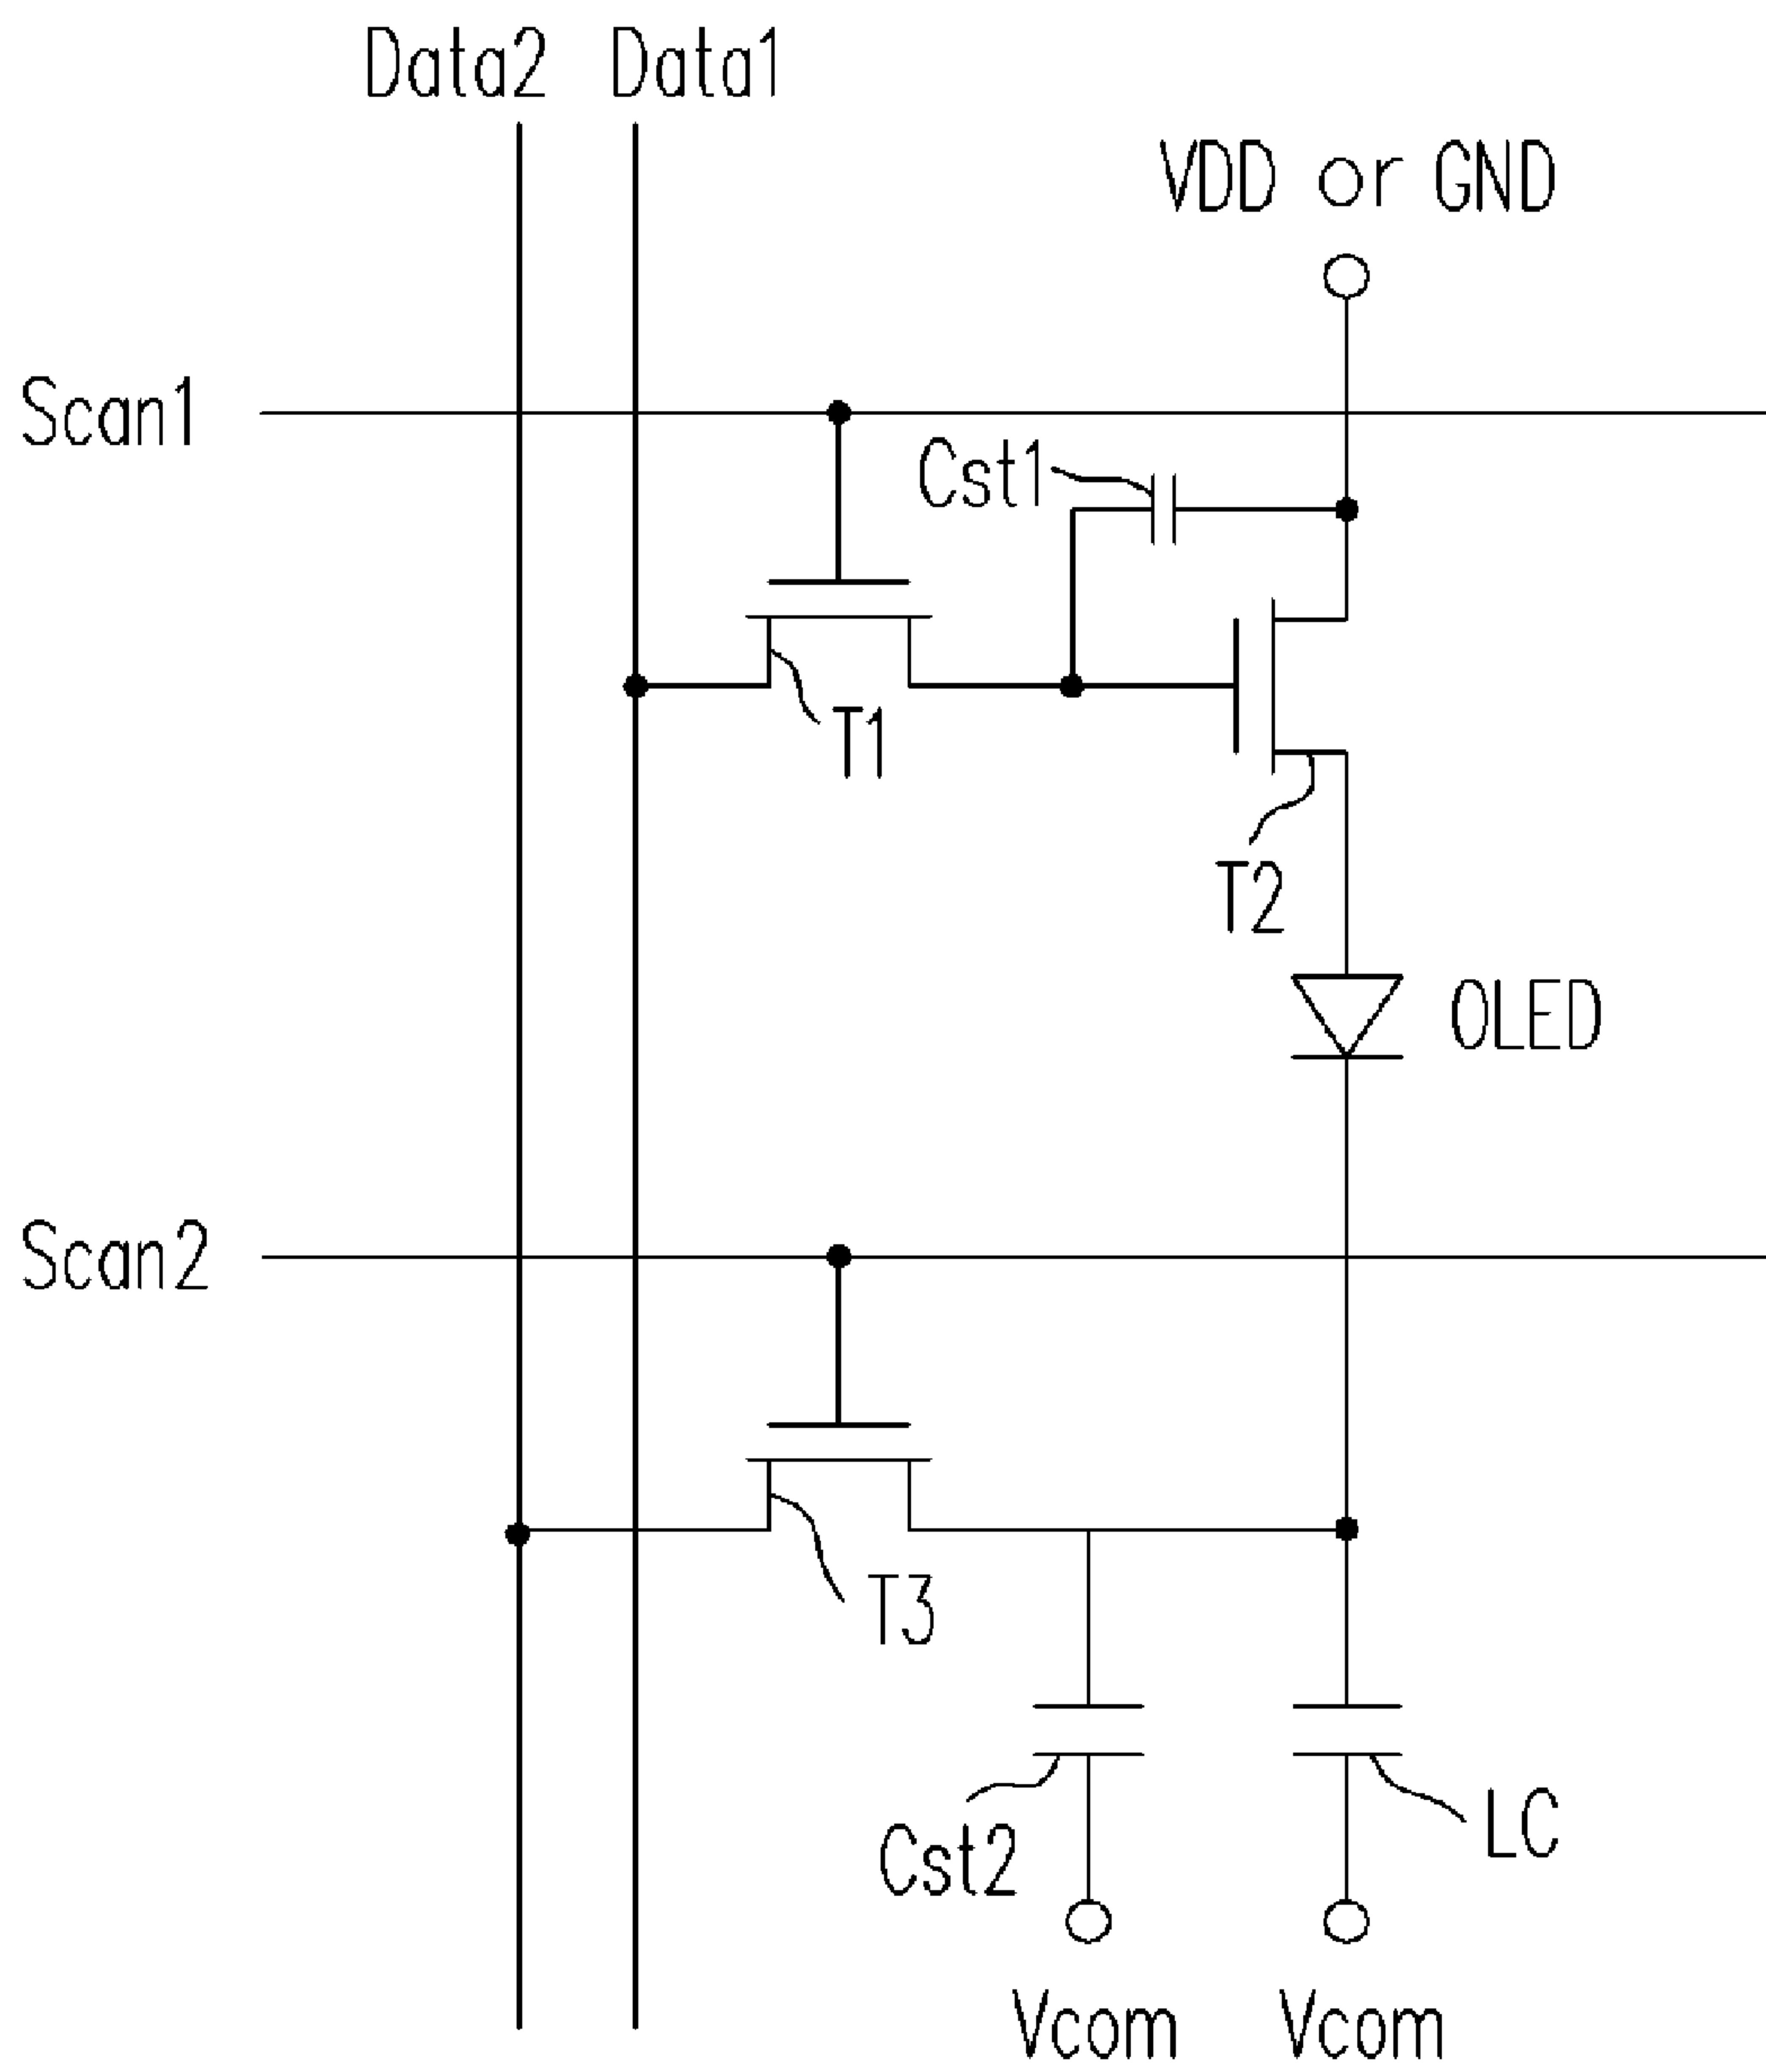 Data2 Data1
VDD or GND
Scan1
Cst1
T1
T2
OLED
Scan2
T3
LC
Cst2
Vcom Vcom